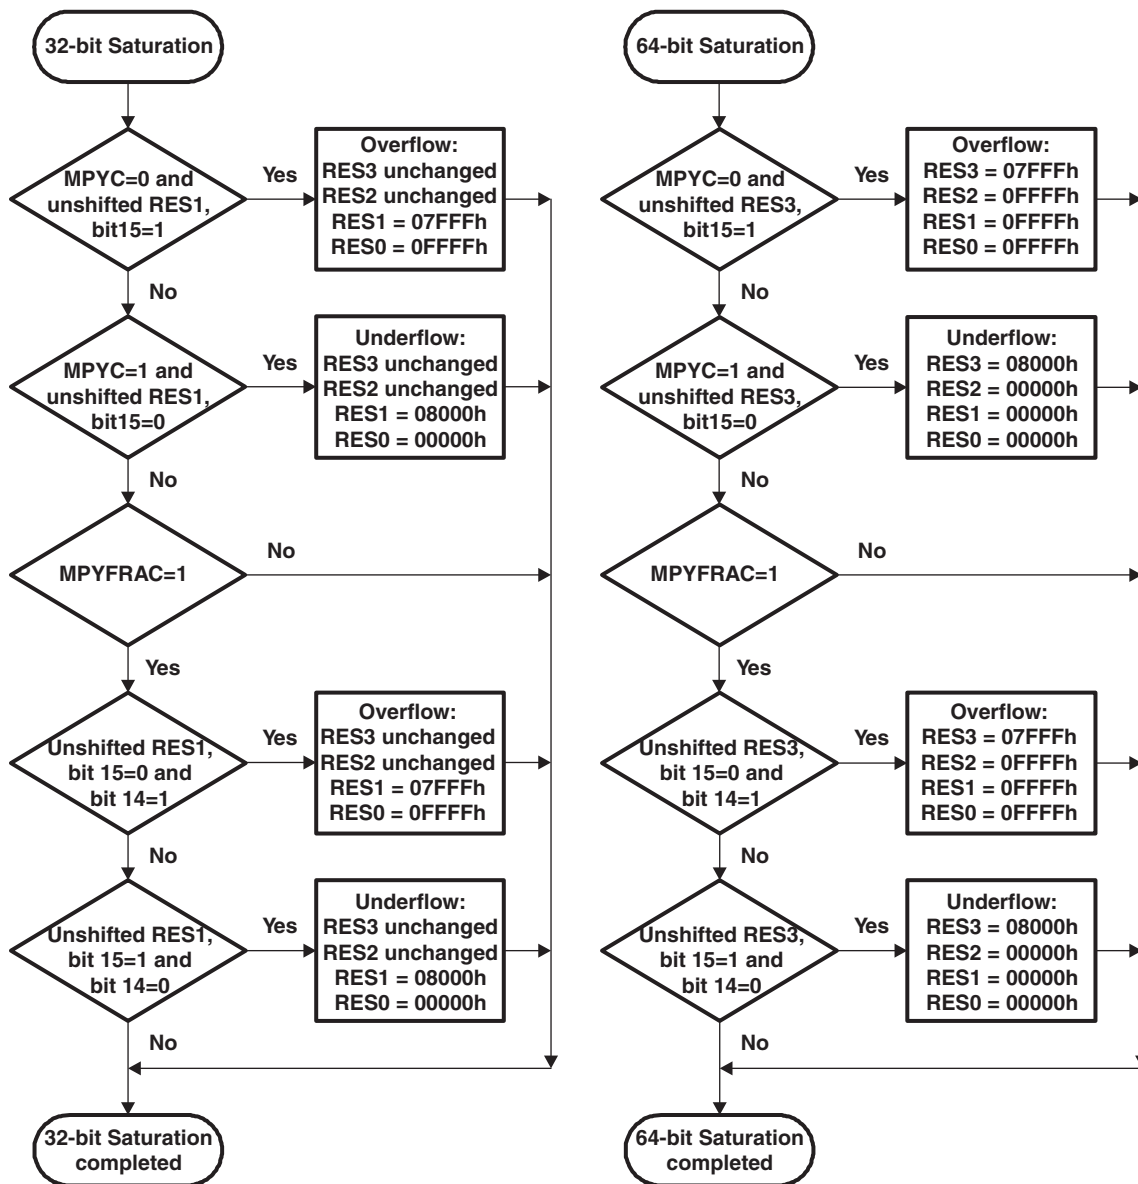 32-bit Saturation
MPYC=0 and
unshifted RES1,
bit15=1
Yes
Overflow:
RES3 unchanged
RES2 unchanged
RES1 = 07FFFh
RES0 = 0FFFFh
No
MPYC=1 and
unshifted RES1,
bit15=0
Yes
Underflow:
RES3 unchanged
RES2 unchanged
RES1 = 08000h
RES0 = 00000h
No
MPYFRAC=1
No
Yes
Unshifted RES1,
bit 15=0 and
bit 14=1
Yes
Overflow:
RES3 unchanged
RES2 unchanged
RES1 = 07FFFh
RES0 = 0FFFFh
No
Unshifted RES1,
bit 15=1 and
bit 14=0
Yes
Underflow:
RES3 unchanged
RES2 unchanged
RES1 = 08000h
RES0 = 00000h
No
32-bit Saturation
completed
64-bit Saturation
MPYC=0 and
unshifted RES3,
bit15=1
Yes
Overflow:
RES3 = 07FFFh
RES2 = 0FFFFh
RES1 = 0FFFFh
RES0 = 0FFFFh
No
MPYC=1 and
unshifted RES3,
bit15=0
Yes
Underflow:
RES3 = 08000h
RES2 = 00000h
RES1 = 00000h
RES0 = 00000h
No
MPYFRAC=1
No
Yes
Unshifted RES3,
bit 15=0 and
bit 14=1
Yes
Overflow:
RES3 = 07FFFh
RES2 = 0FFFFh
RES1 = 0FFFFh
RES0 = 0FFFFh
No
Unshifted RES3,
bit 15=1 and
bit 14=0
Yes
Underflow:
RES3 = 08000h
RES2 = 00000h
RES1 = 00000h
RES0 = 00000h
No
64-bit Saturation
completed